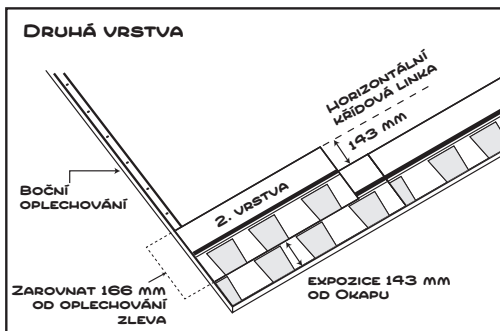 DRUHÁ VRSTVA
HORIZONTÁLNÍ
KŘÍDOVÁ LINKA
143 MM
BOČNÍ
OPLECHOVÁNÍ
2. VRSTVA
ZAROVNAT 166 MM
OD OPLECHOVÁNÍ
ZLEVA
EXPOZICE 143 MM
OD OKAPU